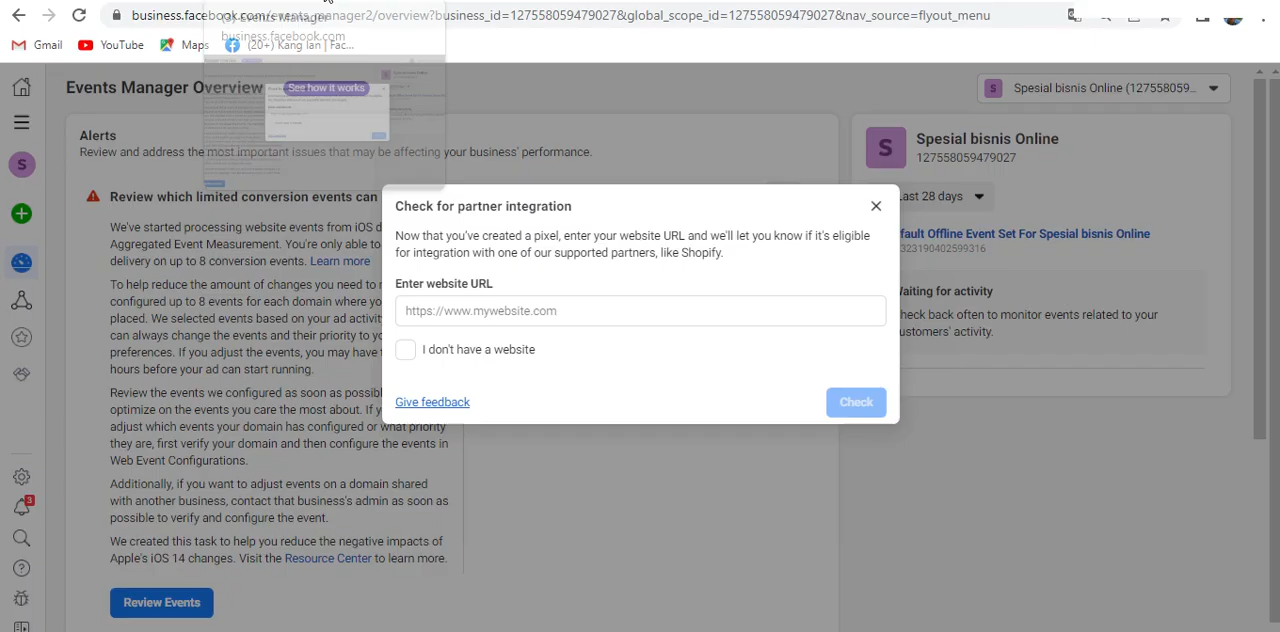 business.facebook.com/events_manager2/overview?business_id=127558059479027&global_scope_id=127558059479027&nav_source=flyout_menu
Events Manager
business.facebook.com
Gmail
YouTube
Maps
(20+) Kang Ian | Fac...
See how it works
Events Manager Overview
S
Spesial bisnis Online (127558059...
Alerts
Review and address the most important issues that may be affecting your business' performance.
S
Spesial bisnis Online
127558059479027
S
Review which limited conversion events can
We've started processing website events from iOS d
Aggregated Event Measurement. You're only able to
delivery on up to 8 conversion events. Learn more
To help reduce the amount of changes you need to
configured up to 8 events for each domain where yo
placed. We selected events based on your ad activi
can always change the events and their priority to yo
preferences. If you adjust the events, you may have
hours before your ad can start running.
Review the events we configured as soon as possibl
optimize on the events you care the most about. If y
adjust which events your domain has configured or what priority
they are, first verify your domain and then configure the events in
Web Event Configurations.
Additionally, if you want to adjust events on a domain shared
with another business, contact that business's admin as soon as
possible to verify and configure the event.
We created this task to help you reduce the negative impacts of
Apple's iOS 14 changes. Visit the Resource Center to learn more.
Review Events
Check for partner integration
Now that you've created a pixel, enter your website URL and we'll let you know if it's eligible
for integration with one of our supported partners, like Shopify.
Enter website URL
https://www.mywebsite.com
I don't have a website
Give feedback
Check
ast 28 days
fault Offline Event Set For Spesial bisnis Online
323190402599316
aiting for activity
heck back often to monitor events related to your
ustomers' activity.
3